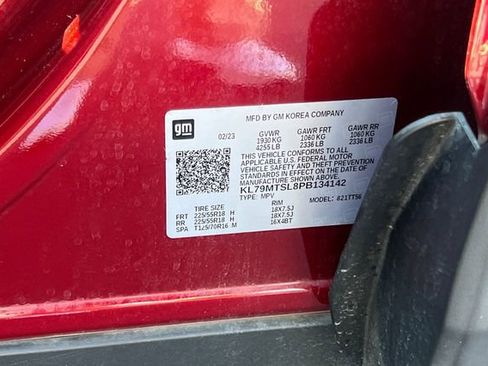 MFD BY GM KOREA COMPANY
gm 02/23 GVWR GAWR FRT GAWR RR
1930 KG 1060 KG 1060 KG
4255 LB 2336 LB 2336 LB
THIS VEHICLE CONFORMS TO ALL
APPLICABLE U.S. FEDERAL MOTOR
VEHICLE SAFETY AND THEFT PREVENTION
STANDARDS IN EFFECT ON THE DATE OF
MANUFACTURE SHOWN ABOVE.
KL79MTSL8PB134142
TYPE: MPV MODEL: 821TT56
TIRE SIZE RIM
FRT 225/55R18 H 18X7.5J
RR 225/55R18 H 18X7.5J
SPA T125/70R16 M 16X4BT